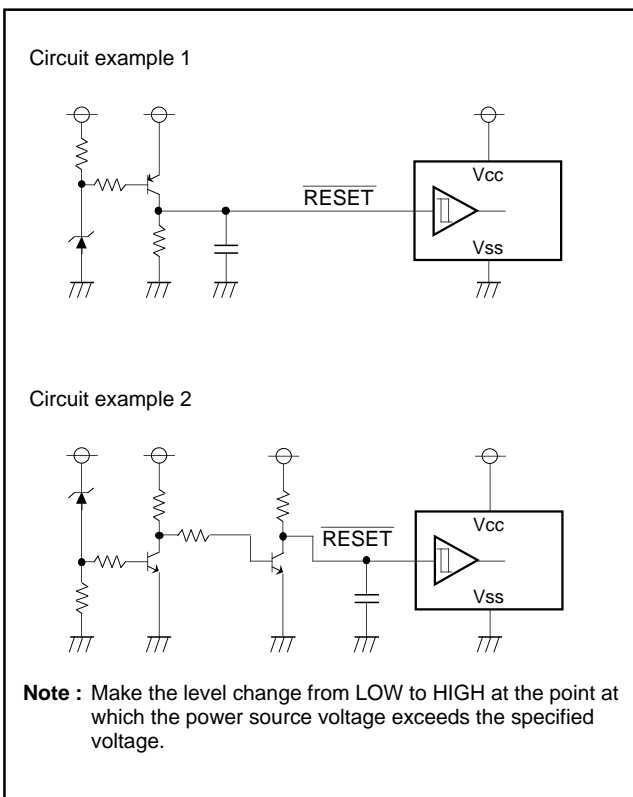 Circuit example 1
RESET
Vcc
Vss
Circuit example 2
RESET
Vcc
Vss
Note : Make the level change from LOW to HIGH at the point at
which the power source voltage exceeds the specified
voltage.